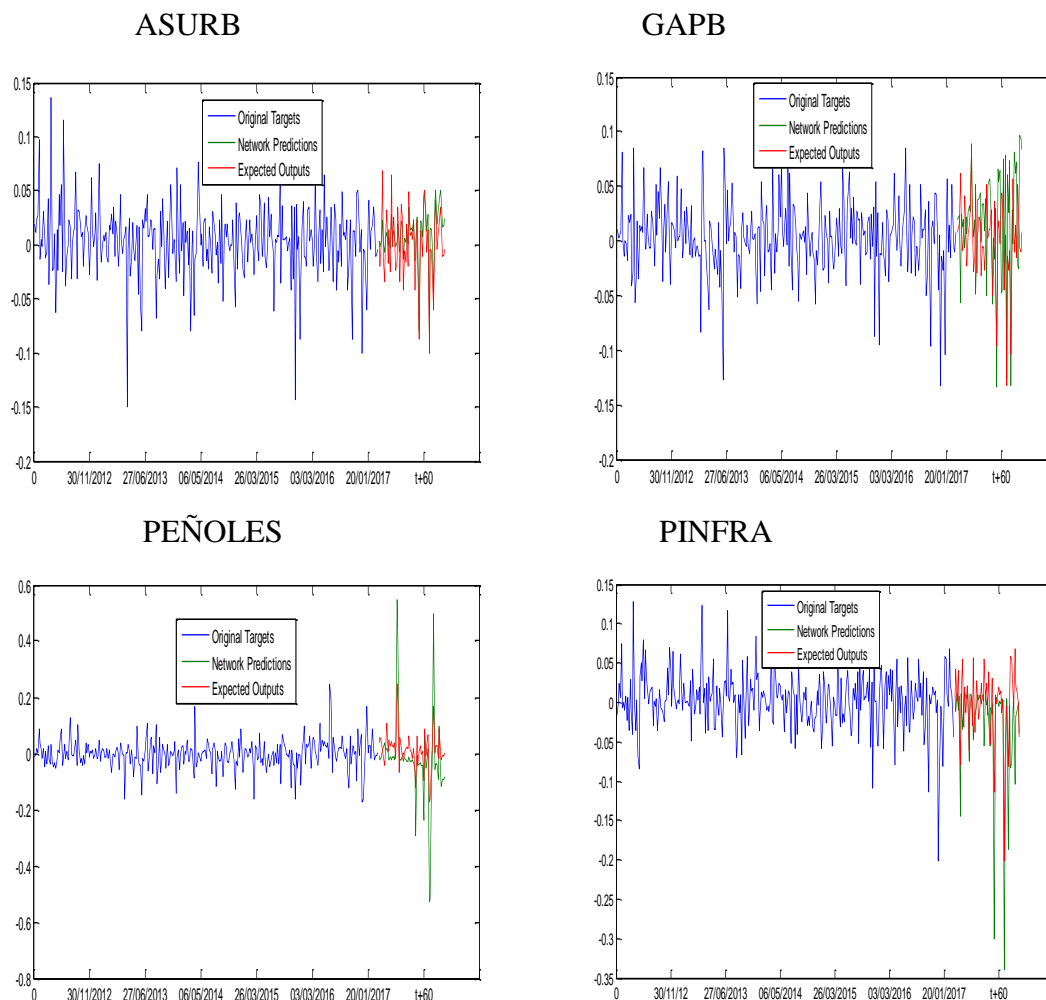 ASURB
GAPB
0.15
0.1
0.05
0
-0.05
-0.1
-0.15
-0.2
Original Targets
Network Predictions
Expected Outputs
0 30/11/2012 27/06/2013 06/05/2014 26/03/2015 03/03/2016 20/01/2017 t+60
0.15
0.1
0.05
0
-0.05
-0.1
-0.15
-0.2
Original Targets
Network Predictions
Expected Outputs
0 30/11/2012 27/06/2013 06/05/2014 26/03/2015 03/03/2016 20/01/2017 t+60
PEÑOLES
PINFRA
0.6
0.4
0.2
0
-0.2
-0.4
-0.6
-0.8
Original Targets
Network Predictions
Expected Outputs
0 30/11/2012 27/06/2013 06/05/2014 26/03/2015 03/03/2016 20/01/2017 t+60
0.15
0.1
0.05
0
-0.05
-0.1
-0.15
-0.2
-0.25
-0.3
-0.35
Original Targets
Network Predictions
Expected Outputs
0 30/11/12 27/06/2013 06/05/2014 26/03/2015 03/03/2016 20/01/2017 t+60